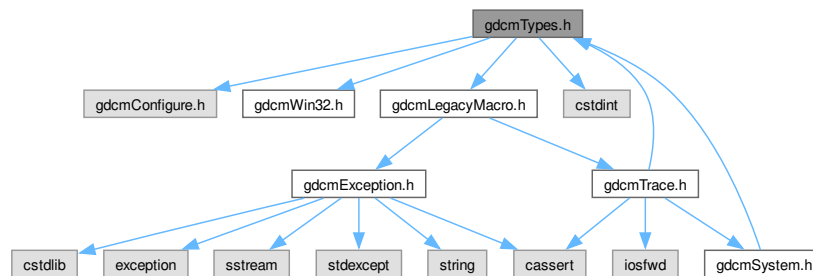 gdcmTypes.h
gdcmConfigure.h
gdcmWin32.h
gdcmLegacyMacro.h
cstdint
gdcmException.h
gdcmTrace.h
cstdlib
exception
sstream
stdexcept
string
cassert
iosfwd
gdcmSystem.h